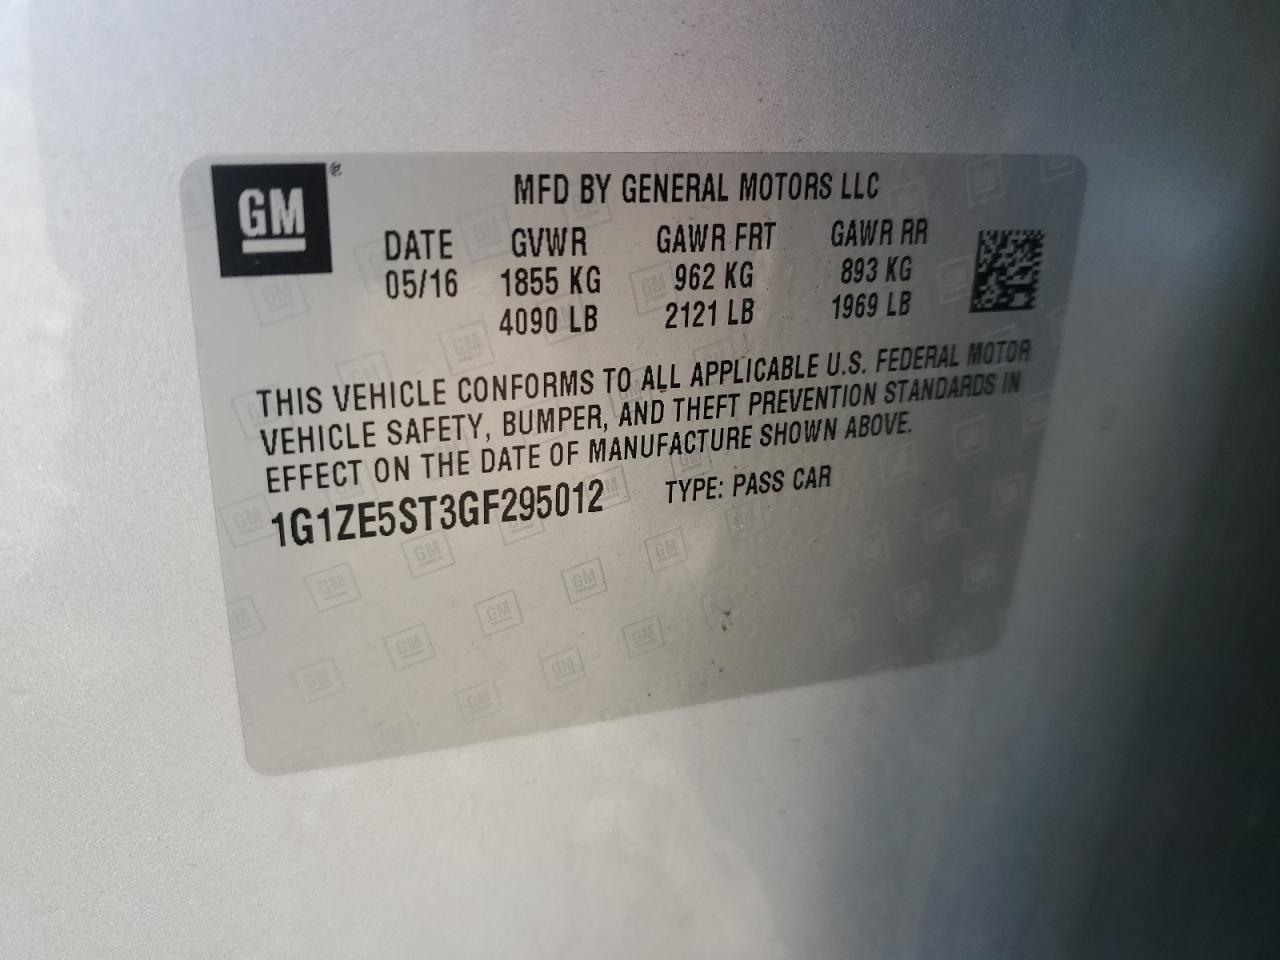 GM ®
MFD BY GENERAL MOTORS LLC
DATE GVWR GAWR FRT GAWR RR
05/16 1855 KG 962 KG 893 KG
4090 LB 2121 LB 1969 LB
THIS VEHICLE CONFORMS TO ALL APPLICABLE U.S. FEDERAL MOTOR
VEHICLE SAFETY, BUMPER, AND THEFT PREVENTION STANDARDS IN
EFFECT ON THE DATE OF MANUFACTURE SHOWN ABOVE.
1G1ZE5ST3GF295012 TYPE: PASS CAR